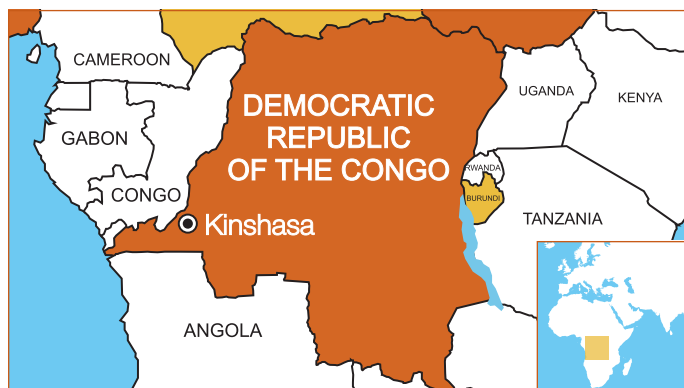 CAMEROON
DEMOCRATIC
REPUBLIC
OF THE CONGO
UGANDA
KENYA
GABON
RWANDA
CONGO
BURUNDI
Kinshasa
TANZANIA
ANGOLA